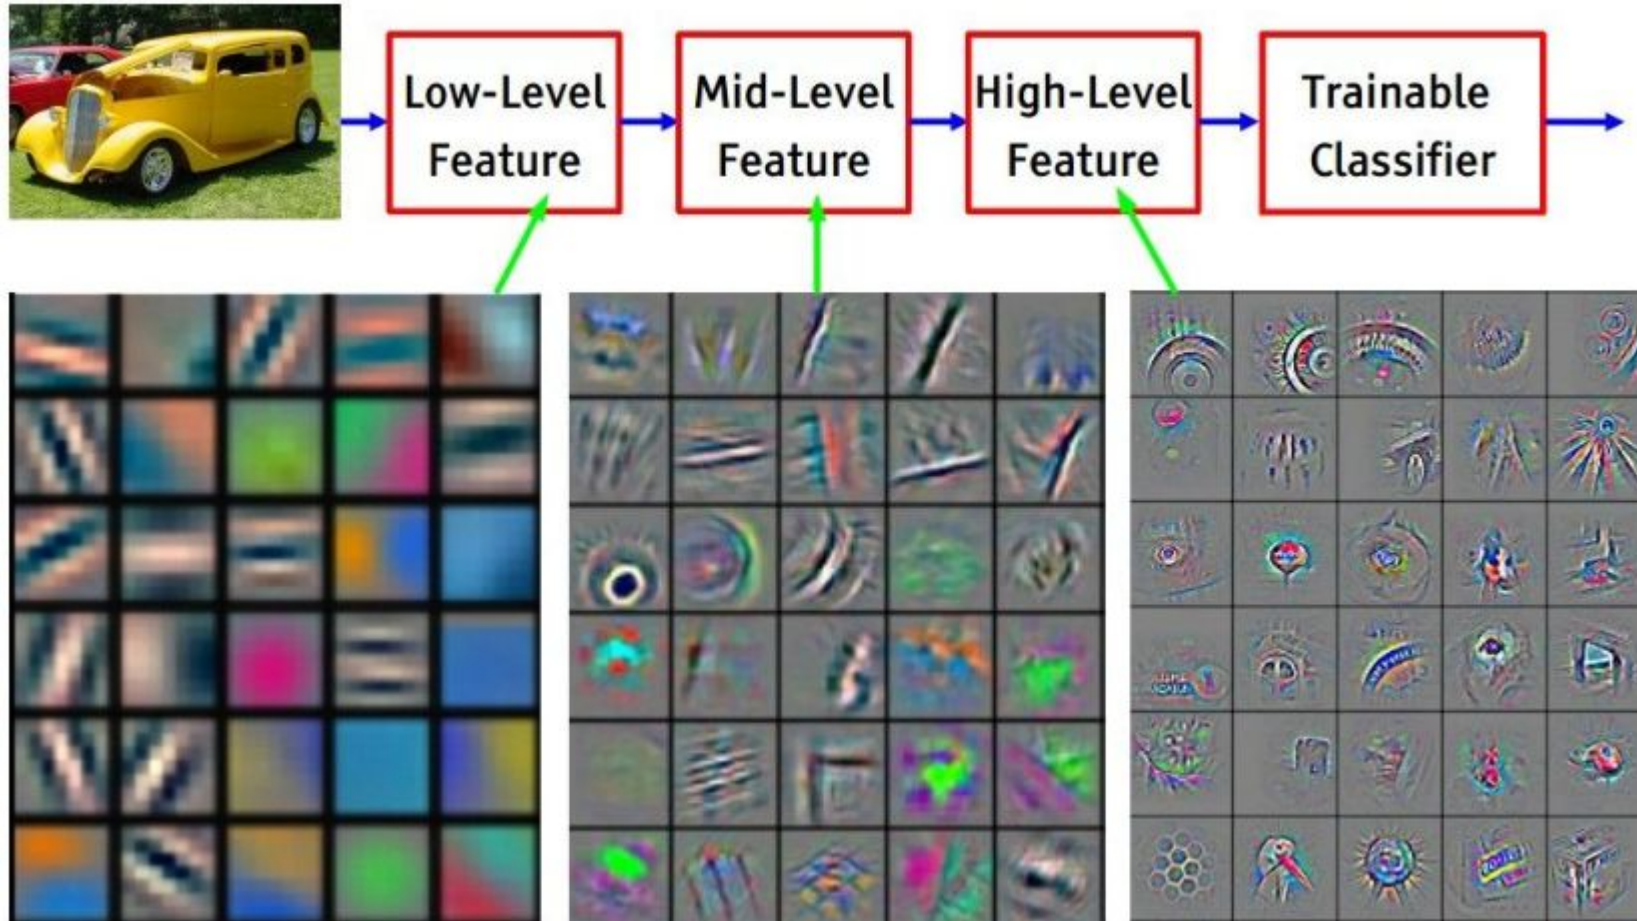 Low-Level
Feature
Mid-Level
Feature
High-Level
Feature
Trainable
Classifier